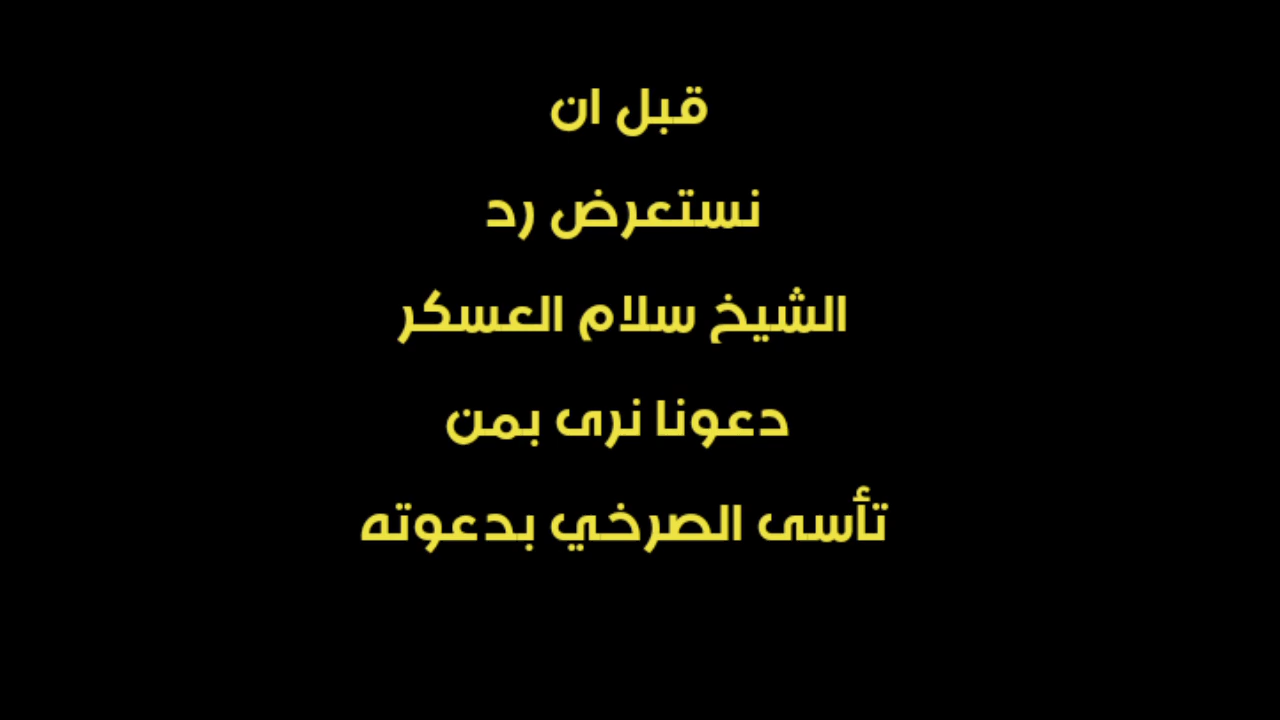 قبل ان
نستعرض رد
الشيخ سلام العسكر
دعونا نرى بمن
تأسى الصرخي بدعوته